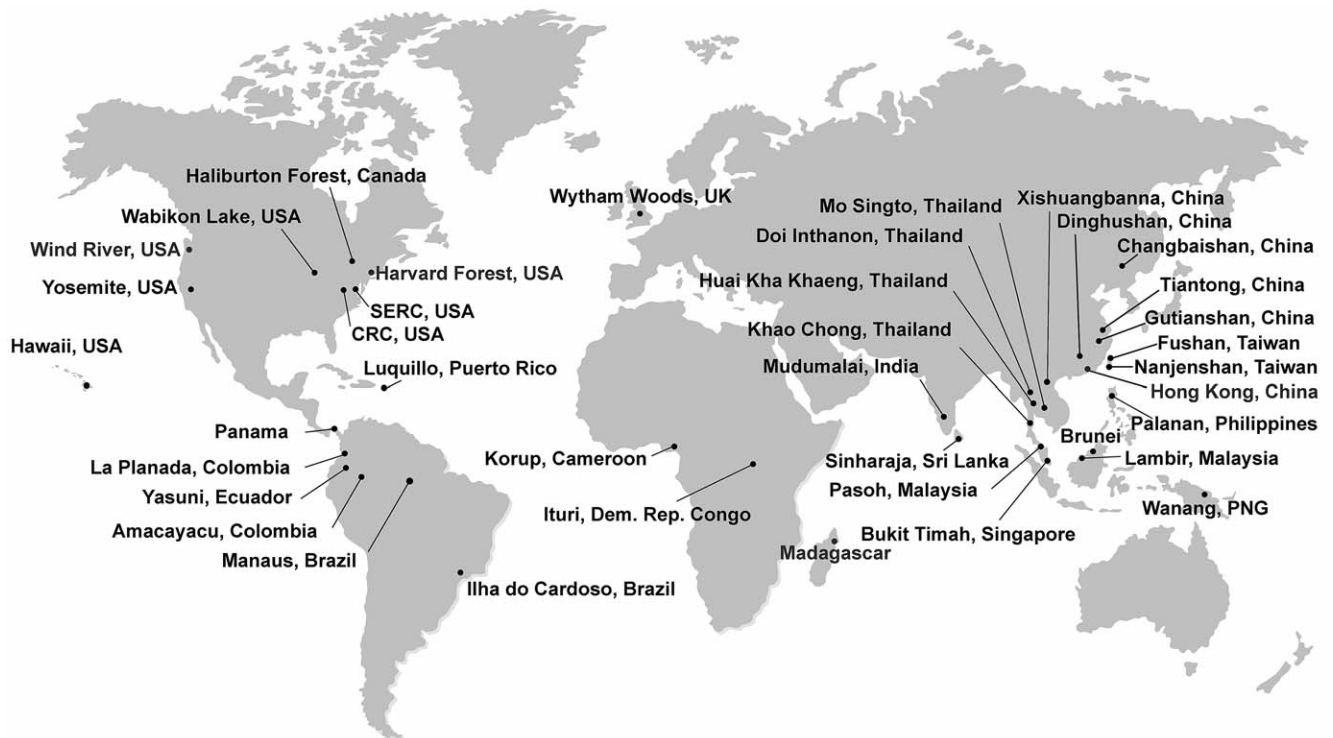 Haliburton Forest, Canada
Wabikon Lake, USA
Wind River, USA
Harvard Forest, USA
Yosemite, USA
SERC, USA
CRC, USA
Hawaii, USA
Luquillo, Puerto Rico
Panama
La Planada, Colombia
Yasuni, Ecuador
Amacayacu, Colombia
Manaus, Brazil
Ilha do Cardoso, Brazil
Wytham Woods, UK
Korup, Cameroon
Ituri, Dem. Rep. Congo
Madagascar
Mo Singto, Thailand
Doi Inthanon, Thailand
Huai Kha Khaeng, Thailand
Khao Chong, Thailand
Mudumalai, India
Sinharaja, Sri Lanka
Pasoh, Malaysia
Bukit Timah, Singapore
Xishuangbanna, China
Dinghushan, China
Changbaishan, China
Tiantong, China
Gutianshan, China
Fushan, Taiwan
Nanjenshan, Taiwan
Hong Kong, China
Palanan, Philippines
Brunei
Lambir, Malaysia
Wanang, PNG